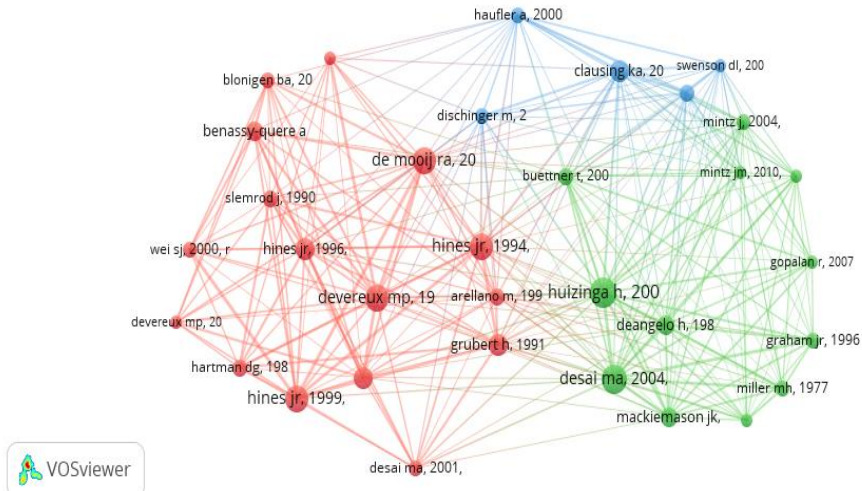 haufler a, 2000
swenson dl, 200
clausing ka, 20
blonigen ba, 20
dischinger m, 2
mintz j, 2004,
benassy-quere a
de mooij ra, 20
mintz jm, 2010,
buettner t, 200
slemrod j, 1990
wei sj, 2000, r
hines jr, 1996,
hines jr, 1994,
gopalan r, 2007
huizinga h, 200
devereux mp, 19
arellano m, 199
devereux mp, 20
deangelo h, 198
graham jr, 1996
grubert h, 1991
hartman dg, 198
desai ma, 2004,
miller mh, 1977
hines jr, 1999,
mackiemason jk,
desai ma, 2001,
VOSviewer